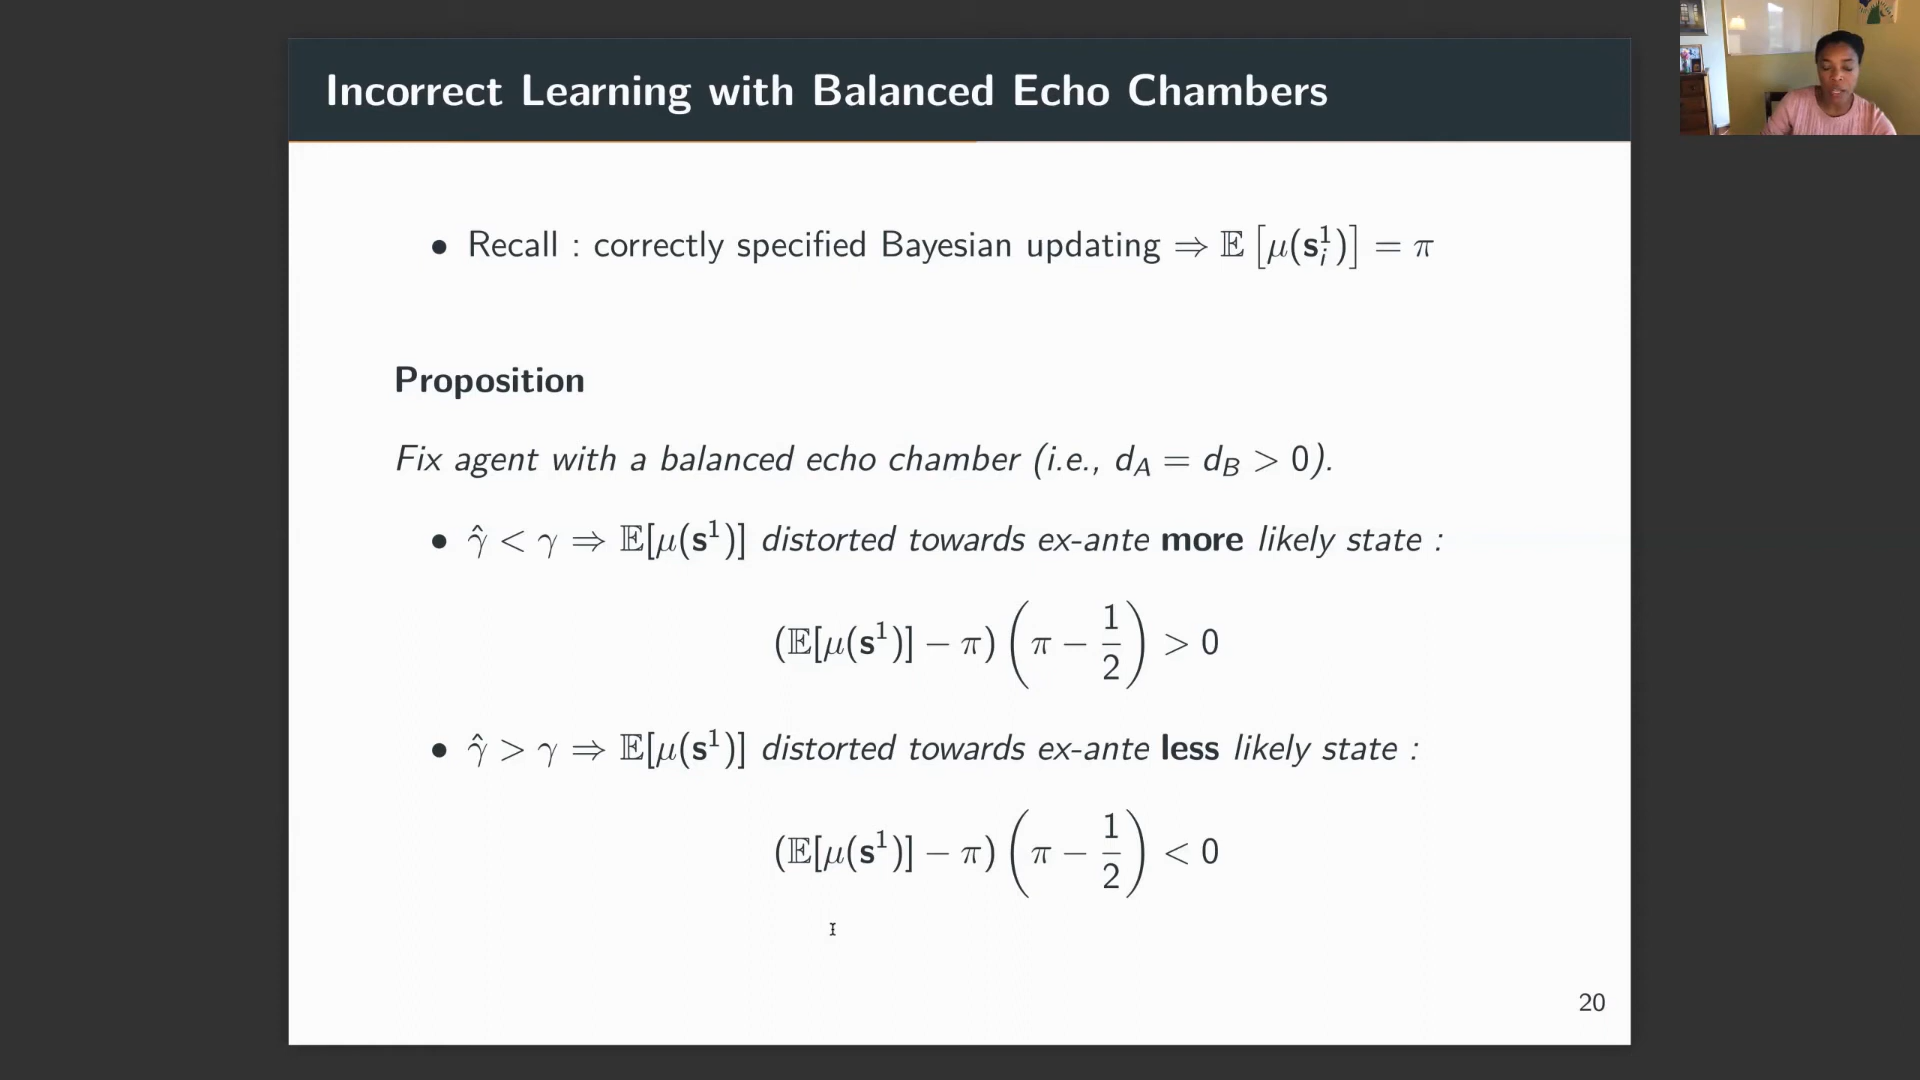 Incorrect Learning with Balanced Echo Chambers
• Recall : correctly specified Bayesian updating ⇒ 𝔼 [μ(s_i^1)] = π
Proposition
Fix agent with a balanced echo chamber (i.e., d_A = d_B > 0).
• γ̂ < γ ⇒ 𝔼[μ(s^1)] distorted towards ex-ante more likely state :
(𝔼[μ(s^1)] − π) (π − 1/2) > 0
• γ̂ > γ ⇒ 𝔼[μ(s^1)] distorted towards ex-ante less likely state :
(𝔼[μ(s^1)] − π) (π − 1/2) < 0
20